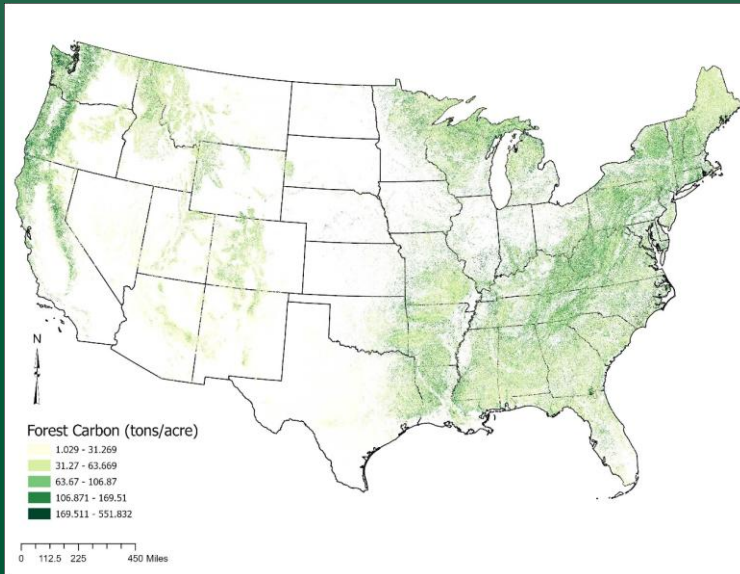 N
Forest Carbon (tons/acre)
1.029 - 31.269
31.27 - 63.669
63.67 - 106.87
106.871 - 169.51
169.511 - 551.832
0 112.5 225 450 Miles